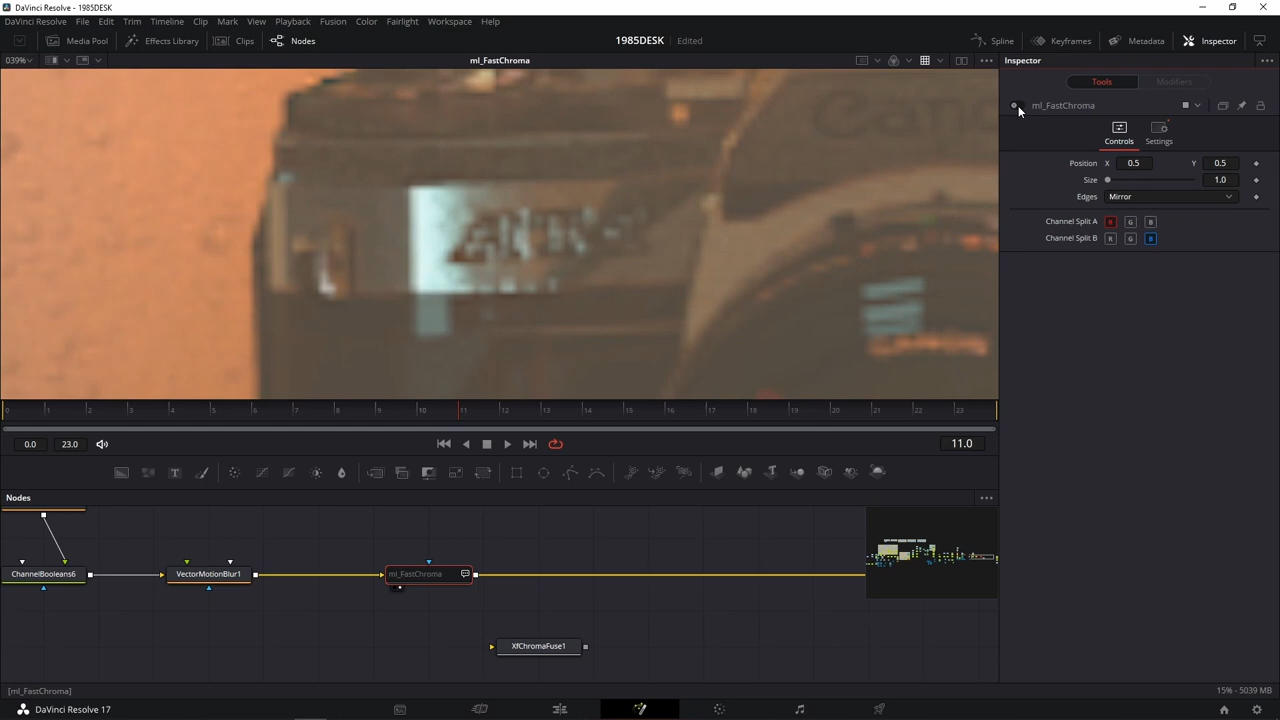 DaVinci Resolve - 1985DESK
DaVinci Resolve File Edit Trim Timeline Clip Mark View Playback Fusion Color Fairlight Workspace Help
Media Pool Effects Library Clips Nodes 1985DESK Edited Spline Keyframes Metadata Inspector
039% ml_FastChroma Inspector
Tools Modifiers
ml_FastChroma
Controls Settings
Position X 0.5 Y 0.5
Size 1.0
Edges Mirror
Channel Split A R G B
Channel Split B R G B
Canon
0 1 2 3 4 5 6 7 8 9 10 11 12 13 14 15 16 17 18 19 20 21 22 23
0.0 23.0 11.0
Nodes
ChannelBooleans6 VectorMotionBlur1 ml_FastChroma
XfChromaFuse1
[ml_FastChroma] 15% - 5039 MB
DaVinci Resolve 17